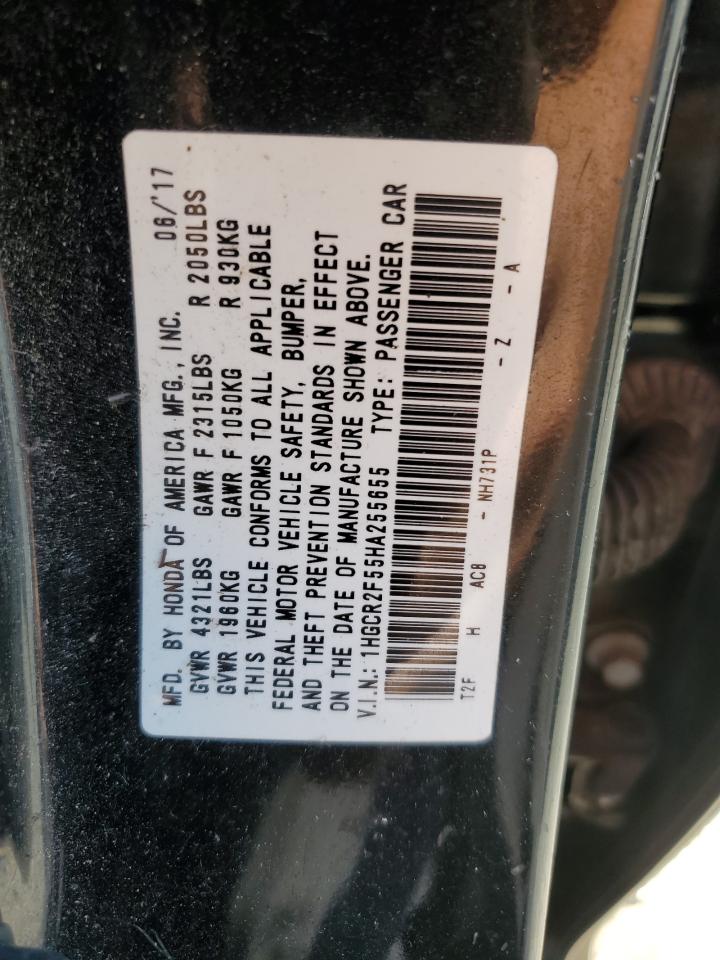 MFD. BY HONDA OF AMERICA MFG., INC. 06/'17
GVWR 4321LBS GAWR F 2315LBS R 2050LBS
GVWR 1960KG GAWR F 1050KG R 930KG
THIS VEHICLE CONFORMS TO ALL APPLICABLE
FEDERAL MOTOR VEHICLE SAFETY, BUMPER,
AND THEFT PREVENTION STANDARDS IN EFFECT
ON THE DATE OF MANUFACTURE SHOWN ABOVE.
V.I.N.: 1HGCR2F55HA255655 TYPE: PASSENGER CAR
T2F H AC8 - NH731P - Z - A